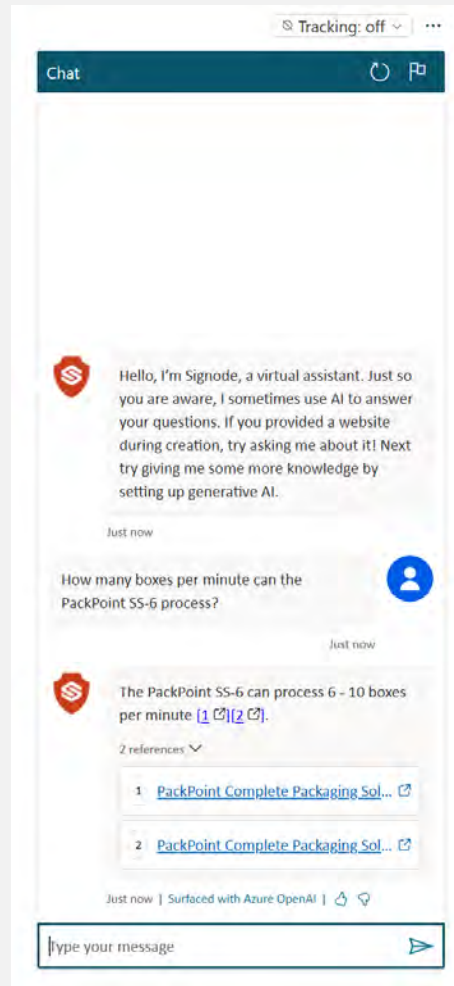 Tracking: off
Chat
Hello, I'm Signode, a virtual assistant. Just so
you are aware, I sometimes use AI to answer
your questions. If you provided a website
during creation, try asking me about it! Next
try giving me some more knowledge by
setting up generative AI.
Just now
How many boxes per minute can the
PackPoint SS-6 process?
Just now
The PackPoint SS-6 can process 6 - 10 boxes
per minute [1][2].
2 references
1 PackPoint Complete Packaging Sol...
2 PackPoint Complete Packaging Sol...
Just now | Surfaced with Azure OpenAI |
Type your message